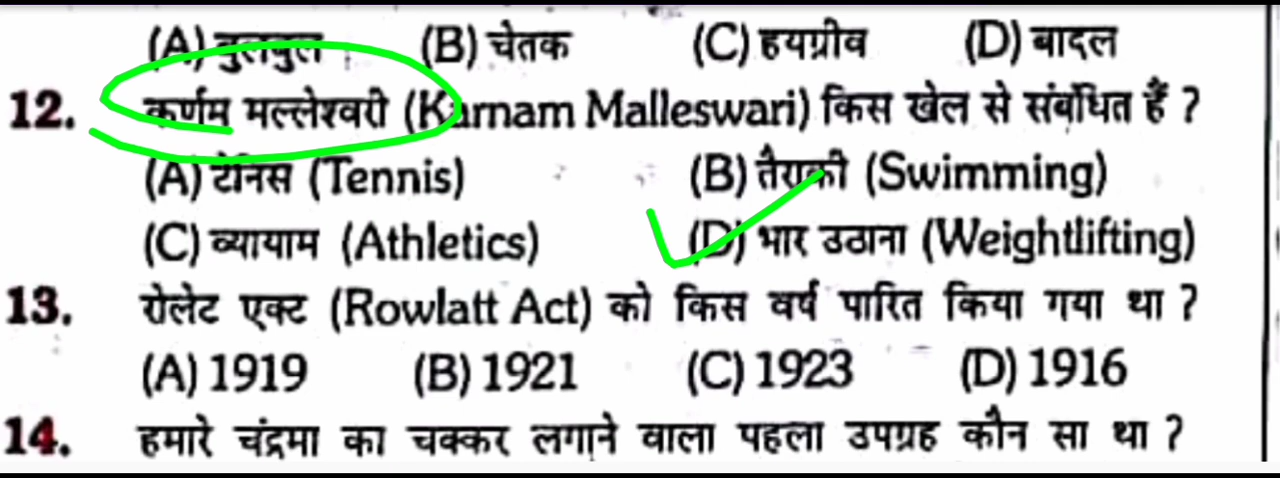 (A) बुलबुल (B) चेतक (C) हयग्रीव (D) बादल
12. कर्णम मल्लेश्वरी (Karnam Malleswari) किस खेल से संबंधित हैं ?
(A) टेनिस (Tennis) (B) तैराकी (Swimming)
(C) व्यायाम (Athletics) (D) भार उठाना (Weightlifting)
13. रोलेट एक्ट (Rowlatt Act) को किस वर्ष पारित किया गया था ?
(A) 1919 (B) 1921 (C) 1923 (D) 1916
14. हमारे चंद्रमा का चक्कर लगाने वाला पहला उपग्रह कौन सा था ?